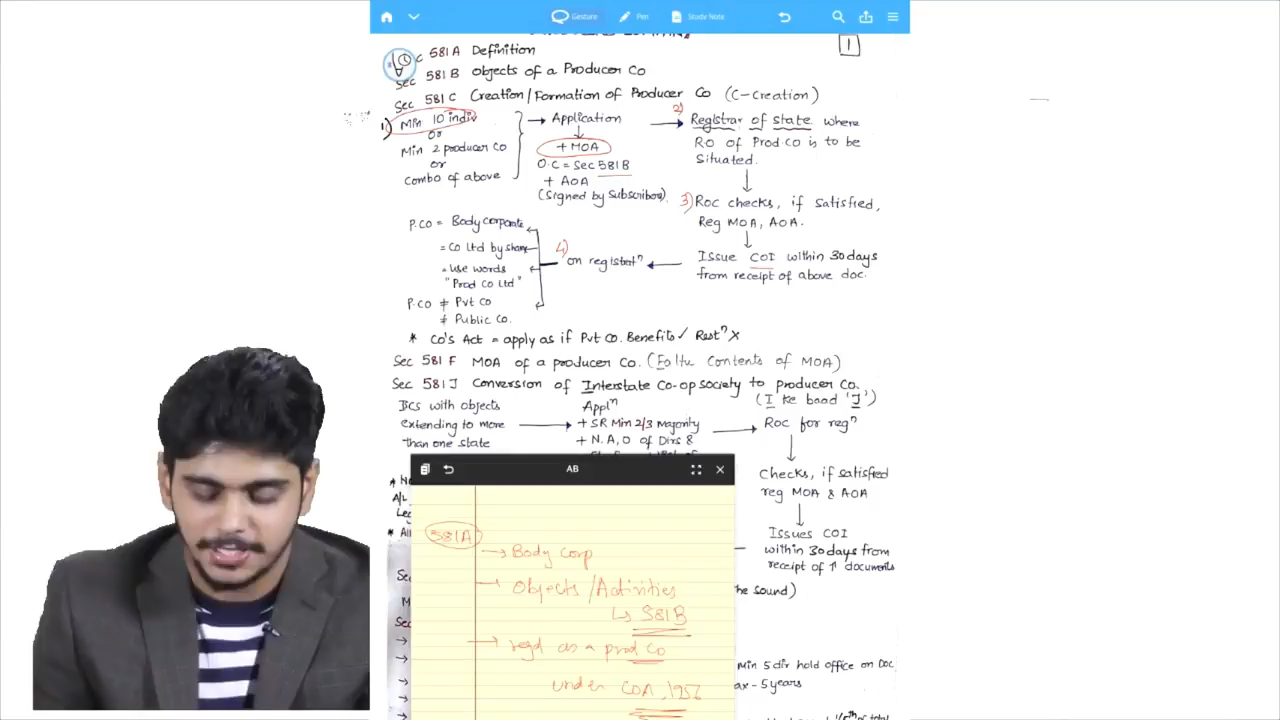 Gesture
Pen
Study Note
1
C 581A Definition
Sec 581B Objects of a Producer Co
Sec 581C Creation/Formation of Producer Co (C-Creation)
1) Min 10 indiv
or
Min 2 producer Co
or
Combo of above
→ Application
+ MOA
O.C = Sec 581B
+ AOA
(Signed by Subscribers)
2) Registrar of state where
RO of Prod.co is to be
Situated.
3) Roc checks, if satisfied,
Reg MOA, AOA.
Issue COI within 30 days
from receipt of above doc.
4) on registratⁿ
P.CO = Body corporate
= Co Ltd by share
= Use words
"Prod Co Ltd"
P.CO ≠ Pvt Co
≠ Public Co.
* Co's Act = apply as if Pvt Co. Benefits ✓ Restⁿ X
Sec 581F MOA of a producer Co. (Faltu Contents of MOA)
Sec 581J Conversion of Interstate Co-op society to producer Co.
(I ke baad 'J')
ICS with objects
extending to more
than one state
Applⁿ
+ SR Min 2/3 Majority
+ N, A, O of Dirs &
Roc for regⁿ
Checks, if satisfied
reg MOA & AOA
Issues COI
within 30 days from
receipt of ↑ documents
A/L
* All
he sound)
Min 5 dir hold office on Doc
ax - 5 years
AB
581A
→ Body Corp
→ Objects / Activities
↳ 581B
→ regd as a prod Co
under COA, 1956